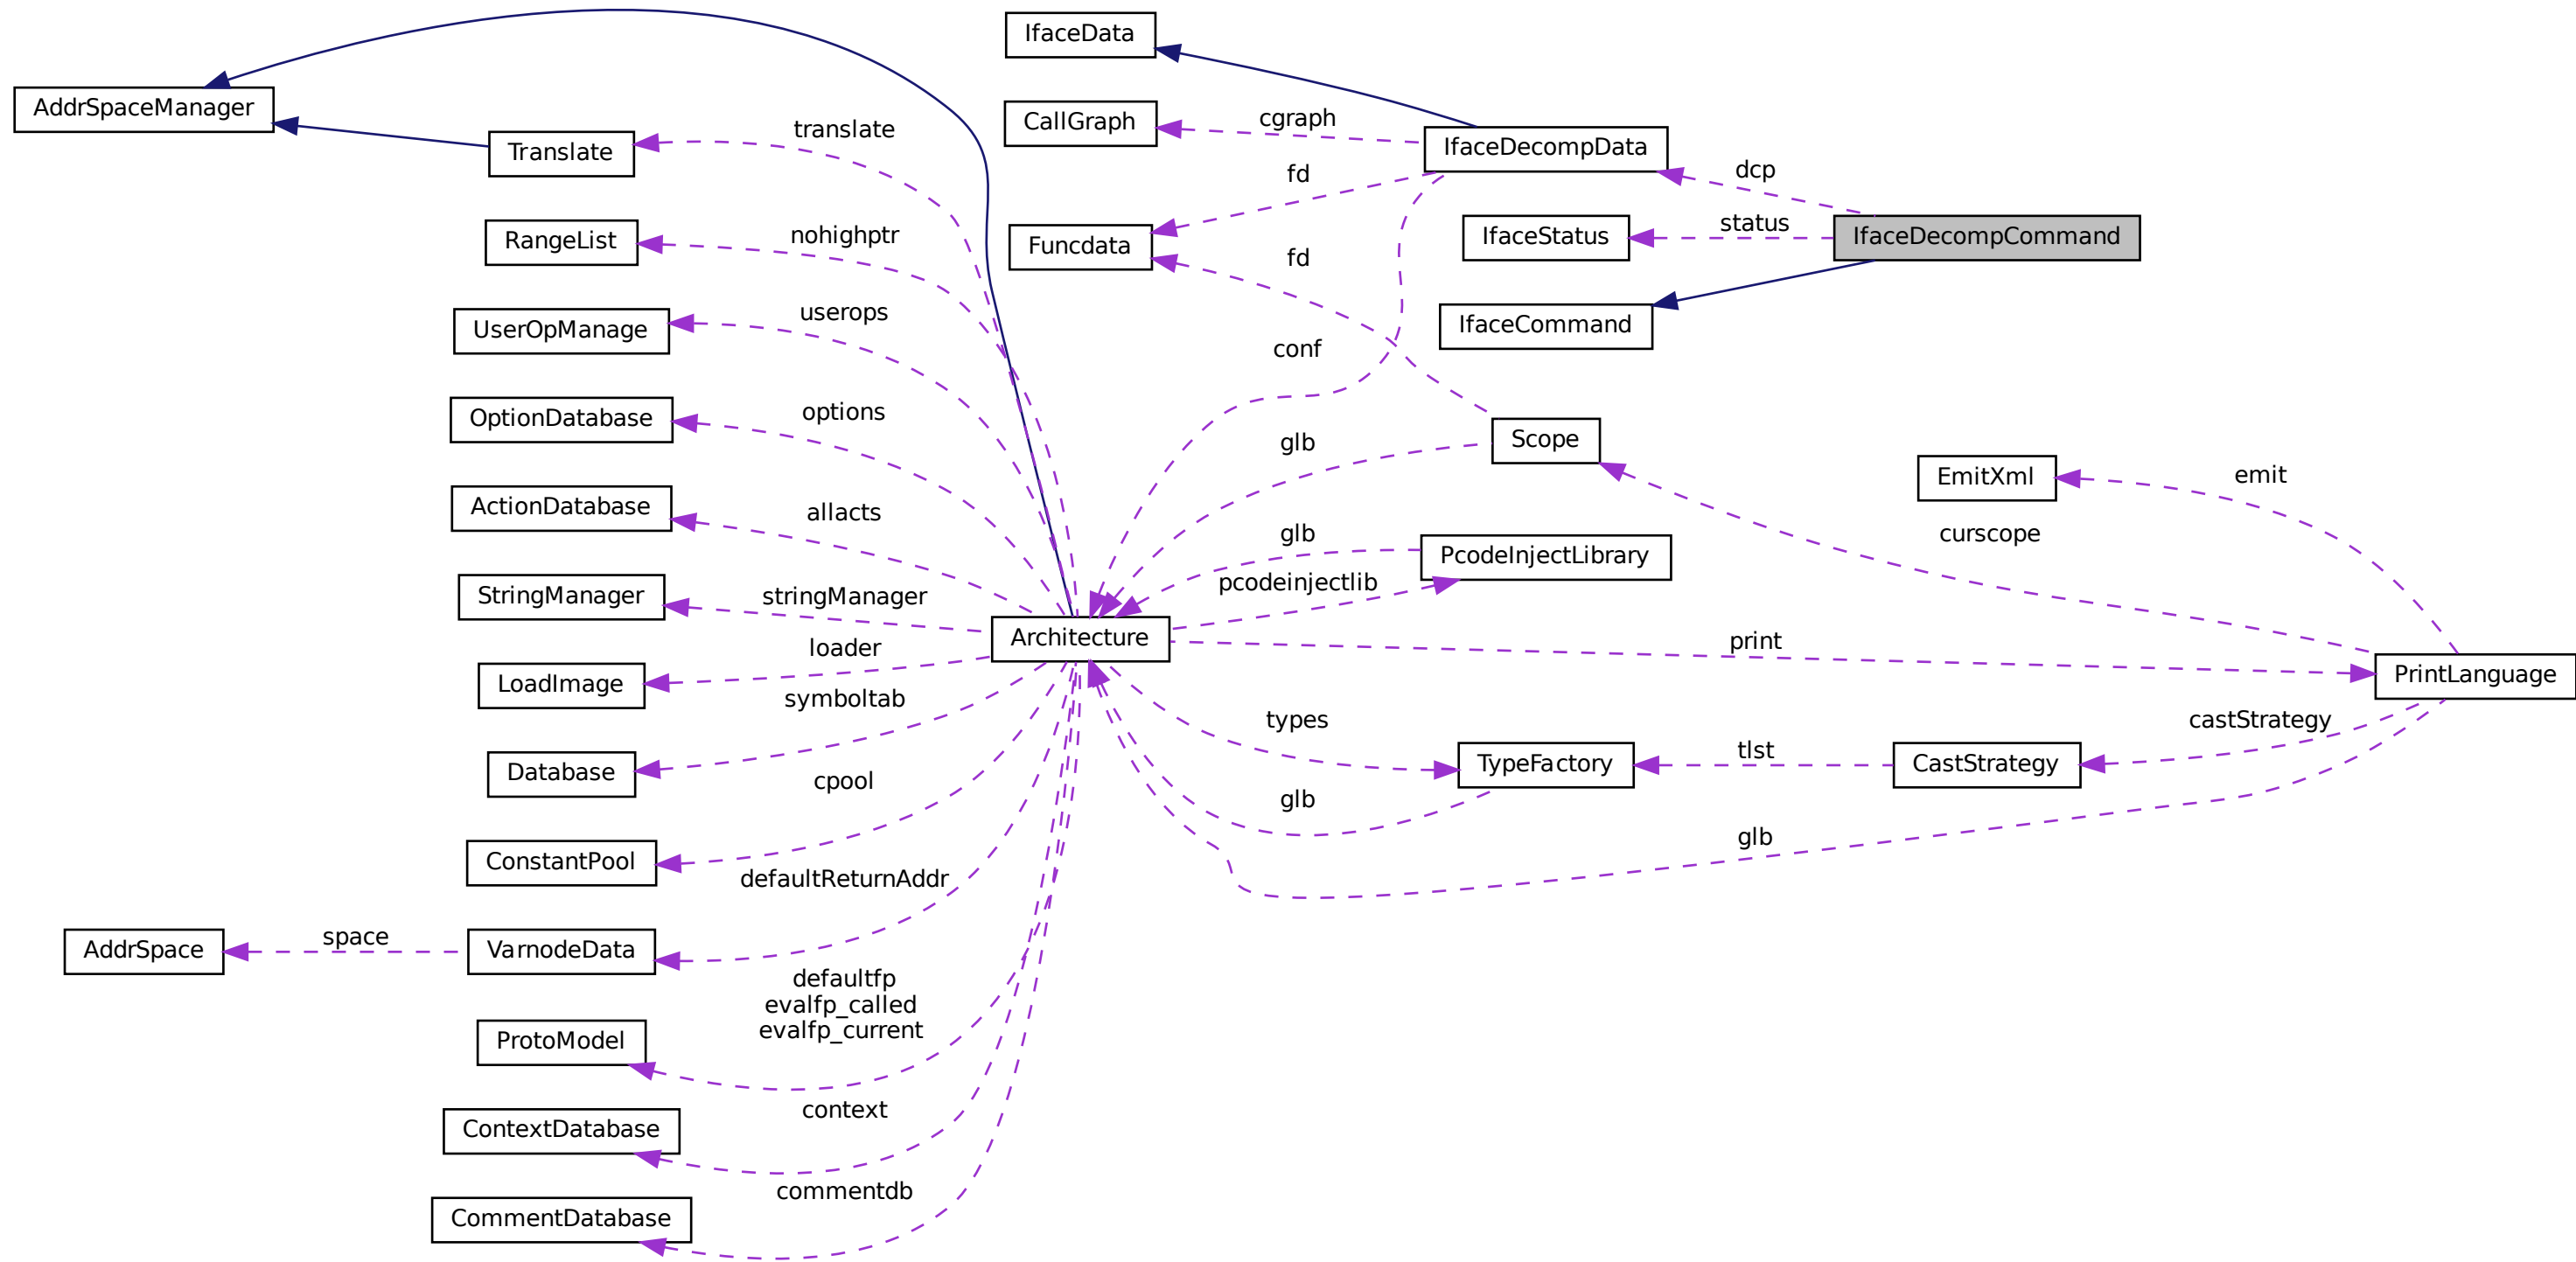 IfaceData
AddrSpaceManager
CallGraph
cgraph
translate
IfaceDecompData
Translate
dcp
fd
status
IfaceDecompCommand
IfaceStatus
nohighptr
RangeList
Funcdata
fd
userops
IfaceCommand
UserOpManage
conf
options
OptionDatabase
Scope
glb
emit
EmitXml
allacts
ActionDatabase
glb
curscope
PcodeInjectLibrary
pcodeinjectlib
stringManager
StringManager
Architecture
print
loader
PrintLanguage
LoadImage
symboltab
types
castStrategy
tlst
TypeFactory
CastStrategy
Database
cpool
glb
glb
ConstantPool
defaultReturnAddr
space
AddrSpace
VarnodeData
defaultfp
evalfp_called
evalfp_current
ProtoModel
context
ContextDatabase
commentdb
CommentDatabase